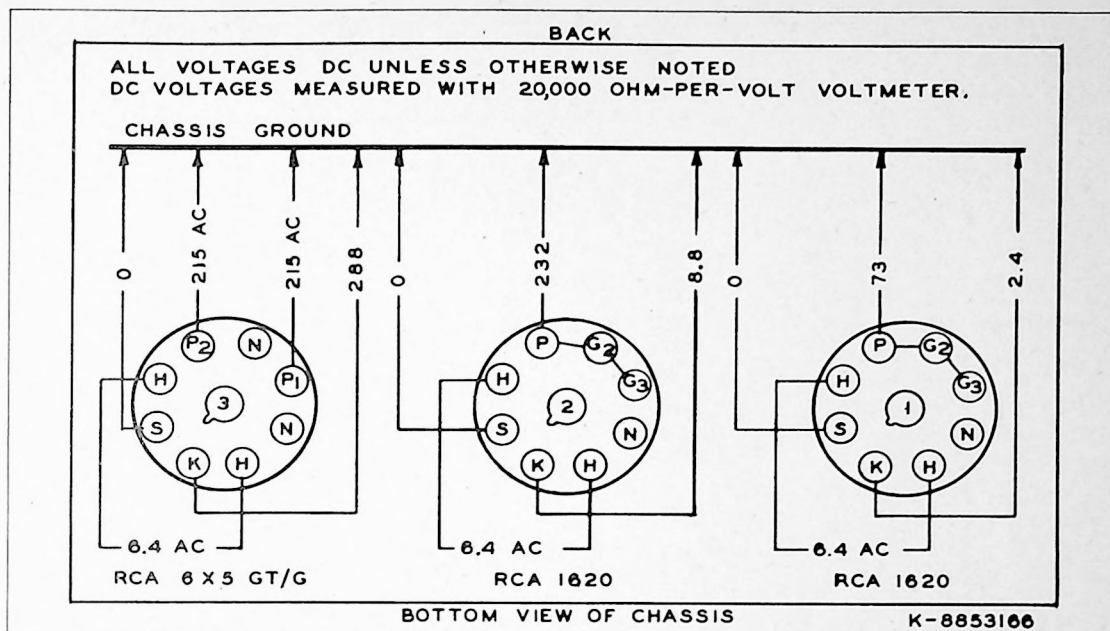 BACK
ALL VOLTAGES DC UNLESS OTHERWISE NOTED
DC VOLTAGES MEASURED WITH 20,000 OHM-PER-VOLT VOLTMETER.
CHASSIS GROUND
0
215 AC
215 AC
288
0
232
8.8
0
73
2.4
P2
N
H
P1
3
S
N
K
H
6.4 AC
RCA 6X5 GT/G
P
G2
H
G3
2
S
N
K
H
6.4 AC
RCA 1620
P
G2
H
G3
1
S
N
K
H
6.4 AC
RCA 1620
BOTTOM VIEW OF CHASSIS
K-8853166